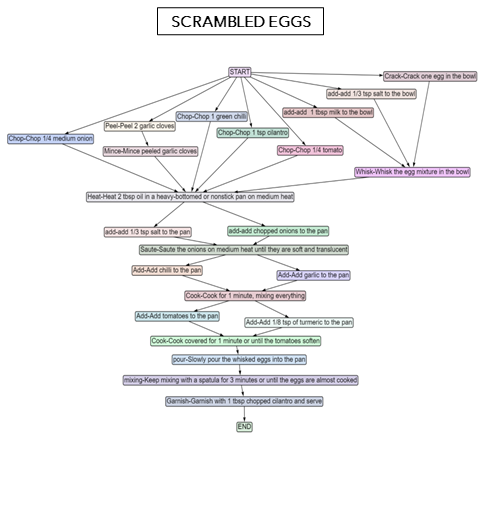 SCRAMBLED EGGS
START
Crack-Crack one egg in the bowl
add-add 1/3 tsp salt to the bowl
add-add 1 tbsp milk to the bowl
Chop-Chop 1 green chilli
Peel-Peel 2 garlic cloves
Chop-Chop 1 tsp cilantro
Chop-Chop 1/4 medium onion
Mince-Mince peeled garlic cloves
Chop-Chop 1/4 tomato
Whisk-Whisk the egg mixture in the bowl
Heat-Heat 2 tbsp oil in a heavy-bottomed or nonstick pan on medium heat
add-add 1/3 tsp salt to the pan
add-add chopped onions to the pan
Saute-Saute the onions on medium heat until they are soft and translucent
Add-Add chilli to the pan
Add-Add garlic to the pan
Cook-Cook for 1 minute, mixing everything
Add-Add tomatoes to the pan
Add-Add 1/8 tsp of turmeric to the pan
Cook-Cook covered for 1 minute or until the tomatoes soften
pour-Slowly pour the whisked eggs into the pan
mixing-Keep mixing with a spatula for 3 minutes or until the eggs are almost cooked
Garnish-Garnish with 1 tbsp chopped cilantro and serve
END